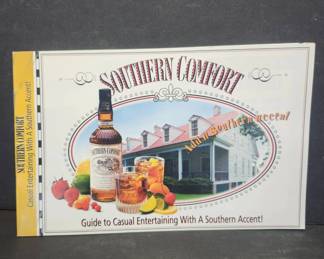 SOUTHERN COMFORT
Casual Entertaining With A Southern Accent!
SOUTHERN COMFORT
Add a Southern accent
SOUTHERN COMFORT
Guide to Casual Entertaining With A Southern Accent!